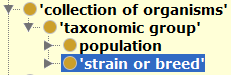 'collection of organisms'
'taxonomic group'
population
'strain or breed'